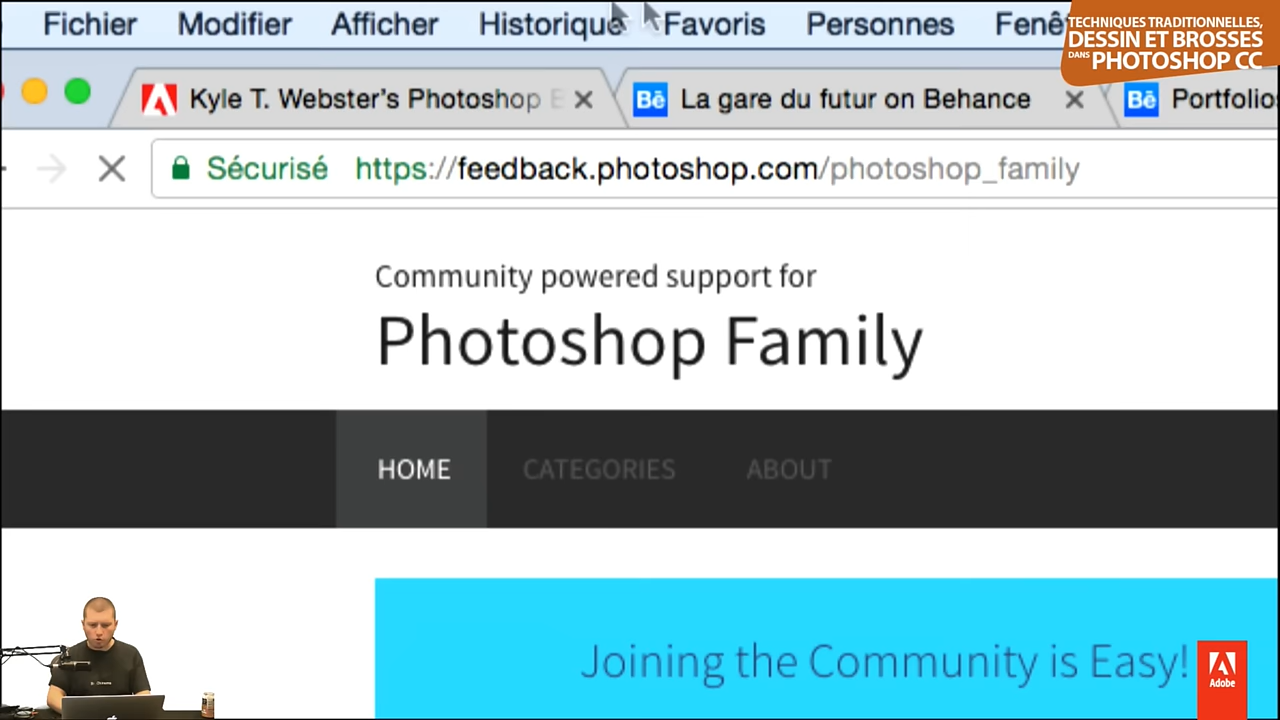 Fichier Modifier Afficher Historique Favoris Personnes
TECHNIQUES TRADITIONNELLES,
DESSIN ET BROSSES
DANS PHOTOSHOP CC
Kyle T. Webster's Photoshop
La gare du futur on Behance
Bē
Bē
Sécurisé https://feedback.photoshop.com/photoshop_family
Community powered support for
Photoshop Family
HOME CATEGORIES ABOUT
Joining the Community is Easy!
Adobe